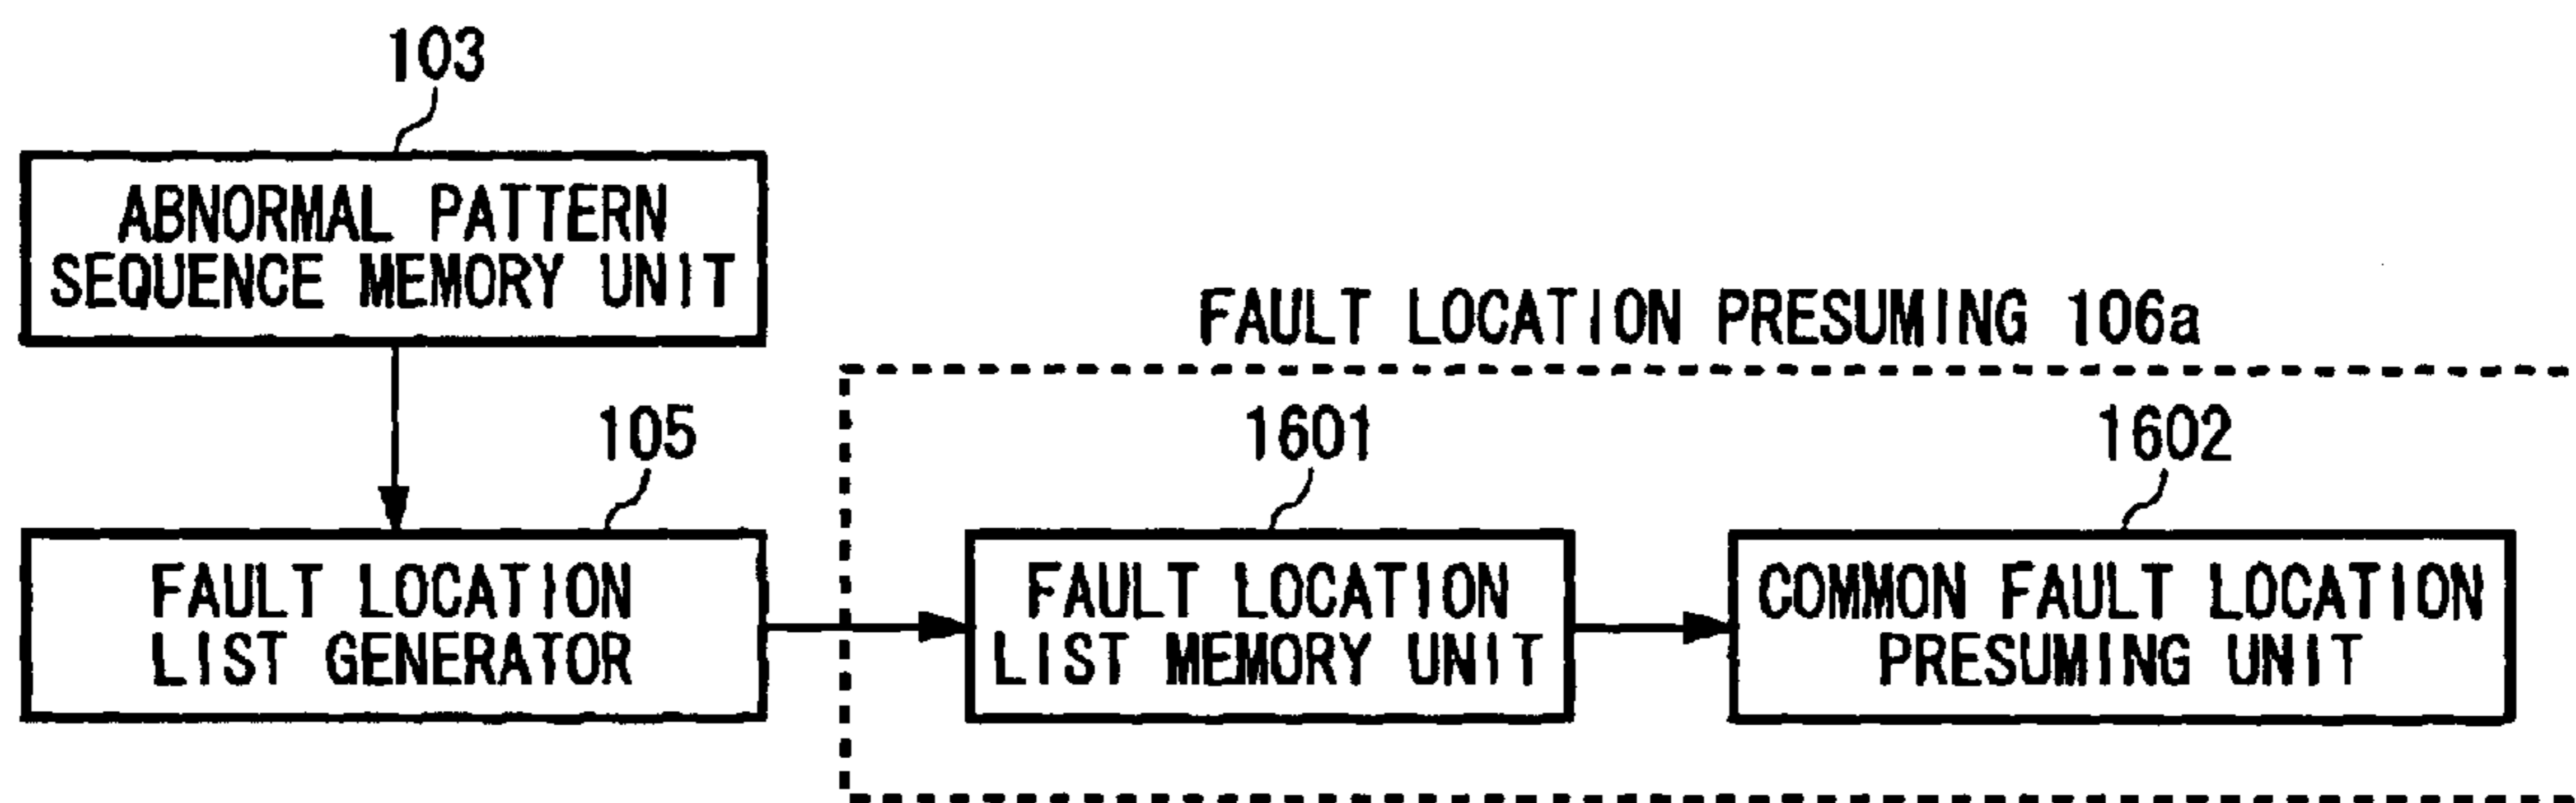 103
ABNORMAL PATTERN
SEQUENCE MEMORY UNIT
FAULT LOCATION PRESUMING 106a
105
1601
1602
FAULT LOCATION
LIST GENERATOR
FAULT LOCATION
LIST MEMORY UNIT
COMMON FAULT LOCATION
PRESUMING UNIT